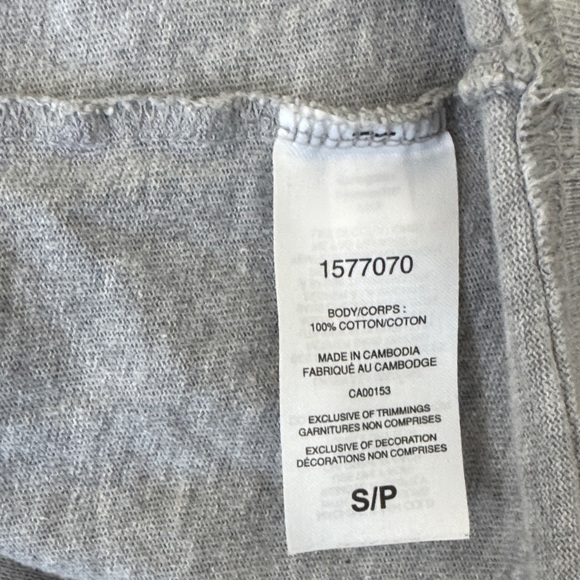 1577070
BODY/CORPS :
100% COTTON/COTON
MADE IN CAMBODIA
FABRIQUÉ AU CAMBODGE
CA00153
EXCLUSIVE OF TRIMMINGS
GARNITURES NON COMPRISES
EXCLUSIVE OF DECORATION
DÉCORATIONS NON COMPRISES
S/P